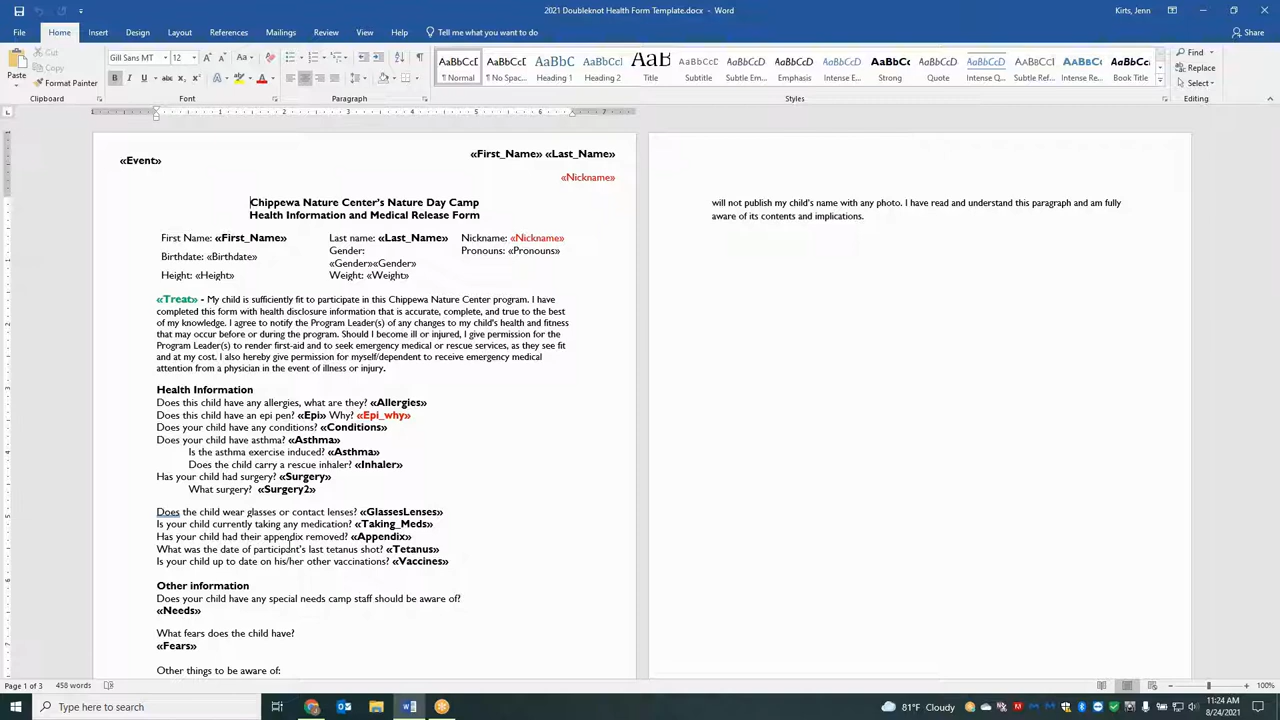 2021 Doubleknot Health Form Template.docx - Word
Kirts, Jenn
File Home Insert Draw Design Layout References Mailings Review View Help Tell me what you want to do Share
Paste
Cut
Copy
Format Painter
Clipboard
Gill Sans MT 12
Font
Paragraph
AaBbCcD AaBbCcD AaBbC AaBbC AaB AaBbCcD AaBbCcD AaBbCcD AaBbCcD AaBbCc AaBbCcD AaBbCcD AaBbCcD AaBbC AaBbCcD
¶ Normal ¶ No Spac... Heading 1 Heading 2 Title Subtitle Subtle Em... Emphasis Intense E... Strong Quote Intense Q... Subtle Ref... Intense Re... Book Title
Styles
Find
Replace
Select
Editing
«Event»
«First_Name» «Last_Name»
«Nickname»
Chippewa Nature Center's Nature Day Camp
Health Information and Medical Release Form
First Name: «First_Name» Last name: «Last_Name» Nickname: «Nickname»
Gender: Pronouns: «Pronouns»
Birthdate: «Birthdate» «Gender»«Gender»
Height: «Height» Weight: «Weight»
«Treat» - My child is sufficiently fit to participate in this Chippewa Nature Center program. I have
completed this form with health disclosure information that is accurate, complete, and true to the best
of my knowledge. I agree to notify the Program Leader(s) of any changes to my child's health and fitness
that may occur before or during the program. Should I become ill or injured, I give permission for the
Program Leader(s) to render first-aid and to seek emergency medical or rescue services, as they see fit
and at my cost. I also hereby give permission for myself/dependent to receive emergency medical
attention from a physician in the event of illness or injury.
Health Information
Does this child have any allergies, what are they? «Allergies»
Does this child have an epi pen? «Epi» Why? «Epi_why»
Does your child have any conditions? «Conditions»
Does your child have asthma? «Asthma»
Is the asthma exercise induced? «Asthma»
Does the child carry a rescue inhaler? «Inhaler»
Has your child had surgery? «Surgery»
What surgery? «Surgery2»
Does the child wear glasses or contact lenses? «GlassesLenses»
Is your child currently taking any medication? «Taking_Meds»
Has your child had their appendix removed? «Appendix»
What was the date of participant's last tetanus shot? «Tetanus»
Is your child up to date on his/her other vaccinations? «Vaccines»
Other information
Does your child have any special needs camp staff should be aware of?
«Needs»
What fears does the child have?
«Fears»
Other things to be aware of:
will not publish my child's name with any photo. I have read and understand this paragraph and am fully
aware of its contents and implications.
Page 1 of 3 458 words 100%
Type here to search
81°F Cloudy
11:24 AM
8/24/2021